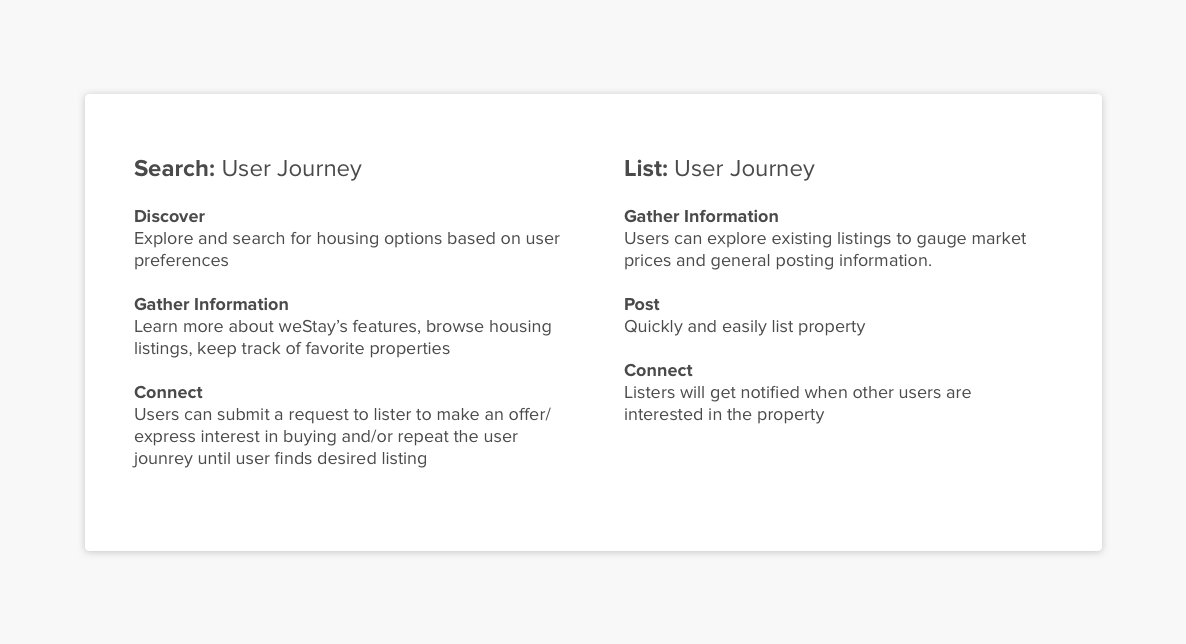 Search: User Journey
Discover
Explore and search for housing options based on user
preferences
Gather Information
Learn more about weStay’s features, browse housing
listings, keep track of favorite properties
Connect
Users can submit a request to lister to make an offer/
express interest in buying and/or repeat the user
jounrey until user finds desired listing
List: User Journey
Gather Information
Users can explore existing listings to gauge market
prices and general posting information.
Post
Quickly and easily list property
Connect
Listers will get notified when other users are
interested in the property